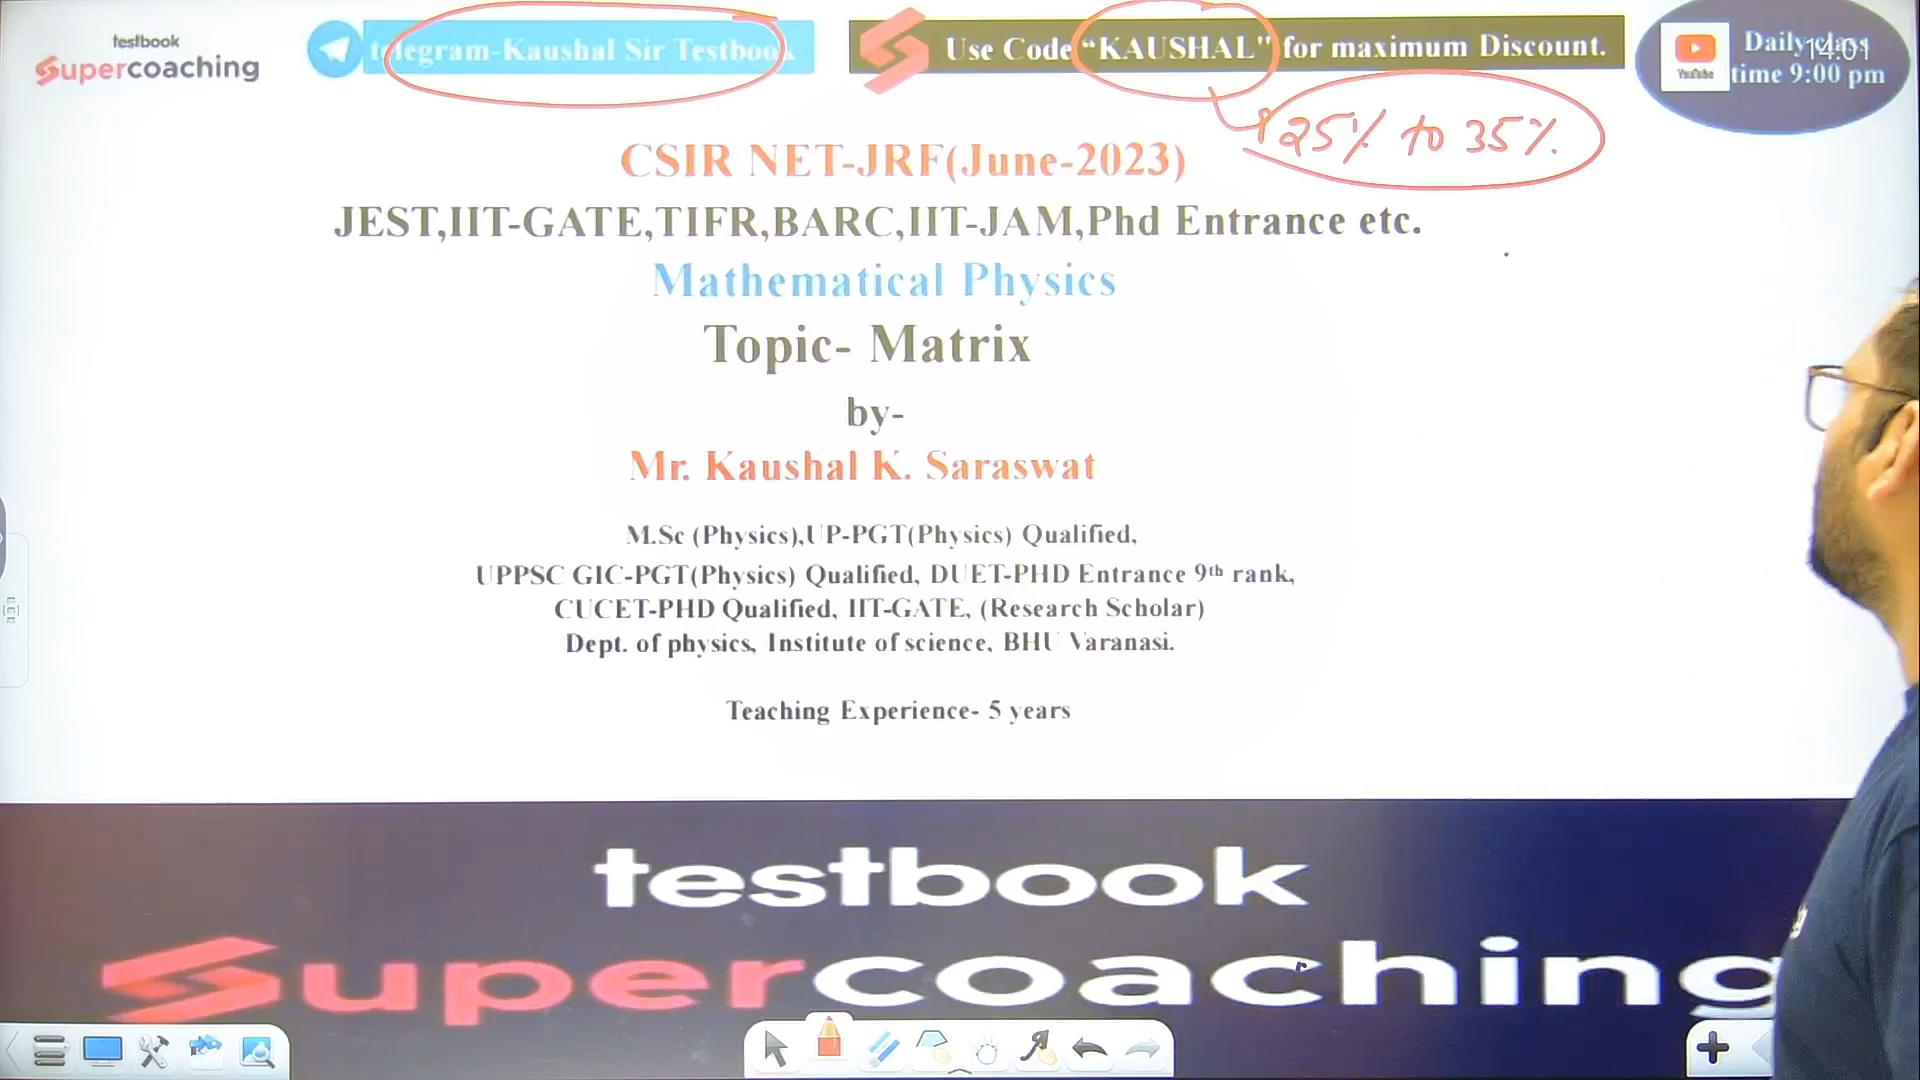 testbook
Supercoaching
telegram-Kaushal Sir Testbook
Use Code "KAUSHAL" for maximum Discount.
YouTube
Daily class
time 9:00 pm
14:01
25% to 35%
CSIR NET-JRF(June-2023)
JEST,IIT-GATE,TIFR,BARC,IIT-JAM,Phd Entrance etc.
Mathematical Physics
Topic- Matrix
by-
Mr. Kaushal K. Saraswat
M.Sc (Physics),UP-PGT(Physics) Qualified,
UPPSC GIC-PGT(Physics) Qualified, DUET-PHD Entrance 9th rank,
CUCET-PHD Qualified, IIT-GATE, (Research Scholar)
Dept. of physics, Institute of science, BHU Varanasi.
Teaching Experience- 5 years
testbook
Supercoaching